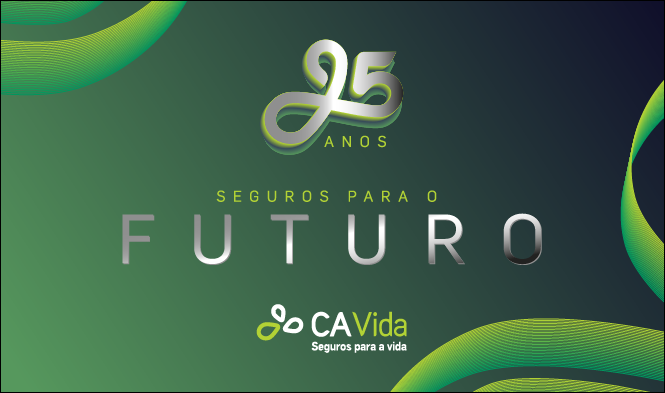 25
ANOS
SEGUROS PARA O
FUTURO
CA Vida
Seguros para a vida